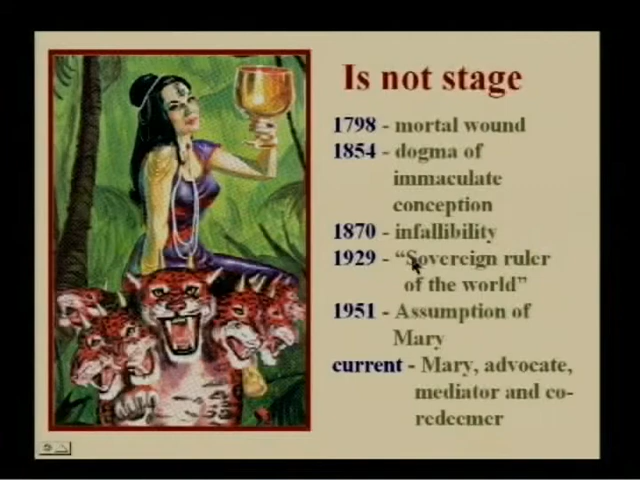 Is not stage
1798 - mortal wound
1854 - dogma of
immaculate
conception
1870 - infallibility
1929 - “Sovereign ruler
of the world”
1951 - Assumption of
Mary
current - Mary, advocate,
mediator and co-
redeemer